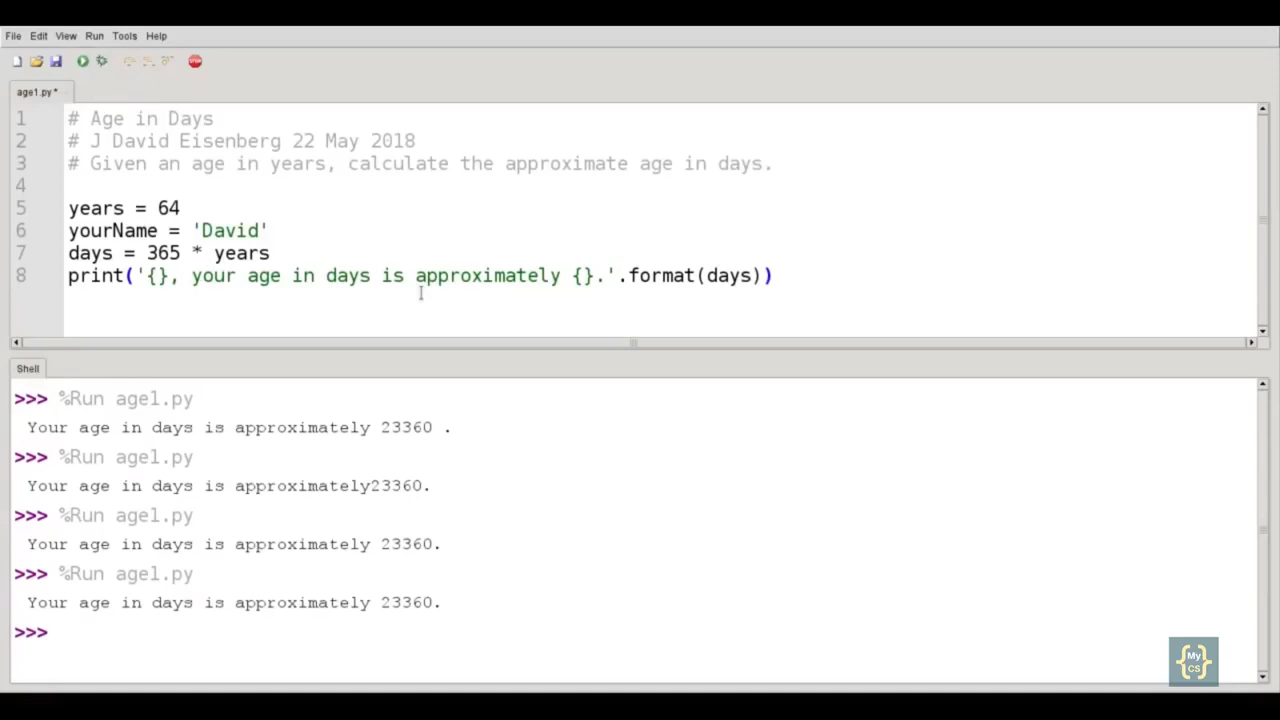 File Edit View Run Tools Help
STOP
age1.py *
1 # Age in Days
2 # J David Eisenberg 22 May 2018
3 # Given an age in years, calculate the approximate age in days.
4
5 years = 64
6 yourName = 'David'
7 days = 365 * years
8 print('{}, your age in days is approximately {}.'.format(days))
Shell
>>> %Run age1.py
Your age in days is approximately 23360 .
>>> %Run age1.py
Your age in days is approximately23360.
>>> %Run age1.py
Your age in days is approximately 23360.
>>> %Run age1.py
Your age in days is approximately 23360.
>>>
{My CS}